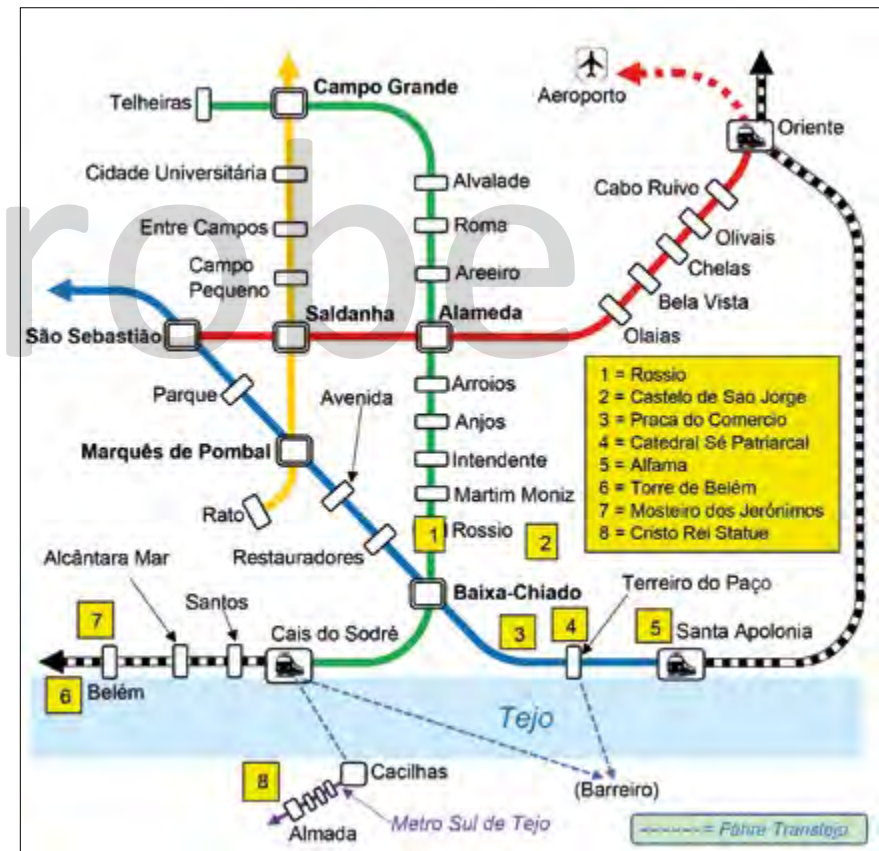 Campo Grande
Telheiras
Aeroporto
Oriente
Cidade Universitária
Alvalade
Cabo Ruivo
Entre Campos
Roma
Olivais
Campo
Pequeno
Areeiro
Chelas
Bela Vista
São Sebastião
Saldanha
Alameda
Olaias
Parque
Avenida
Arroios
Anjos
Marquês de Pombal
Intendente
Martim Moniz
Rato
Restauradores
1
Rossio
2
1 = Rossio
2 = Castelo de Sao Jorge
3 = Praca do Comercio
4 = Catedral Sé Patriarcal
5 = Alfama
6 = Torre de Belém
7 = Mosteiro dos Jerónimos
8 = Cristo Rei Statue
Alcântara Mar
Baixa-Chiado
Terreiro do Paço
Santos
7
Cais do Sodré
3
4
5
Santa Apolonia
6
Belém
Tejo
8
Cacilhas
(Barreiro)
Almada
Metro Sul de Tejo
= Fähre Transtejo
robe